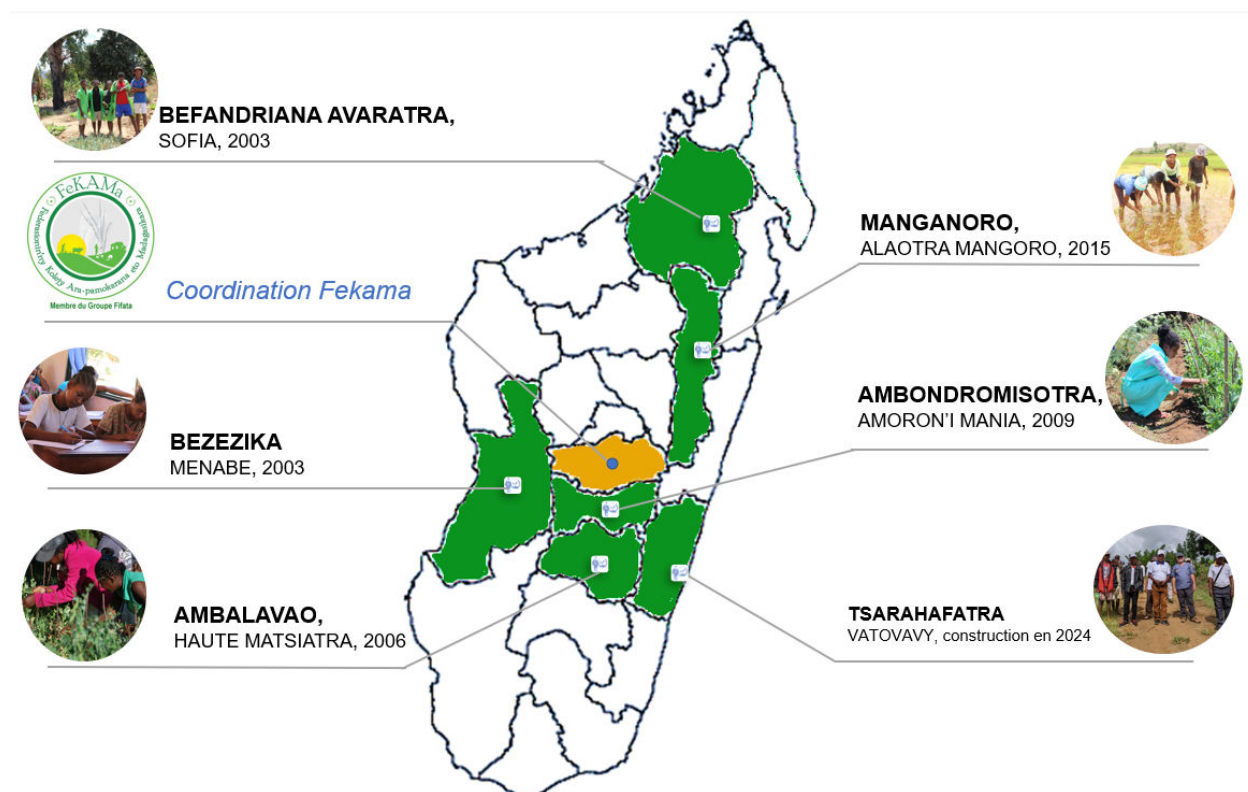 BEFANDRIANA AVARATRA,
SOFIA, 2003
FeKAMa
Membre du Groupe Fifata
Coordination Fekama
BEZEZIKA
MENABE, 2003
AMBALAVAO,
HAUTE MATSIATRA, 2006
MANGANORO,
ALAOTRA MANGORO, 2015
AMBONDROMISOTRA,
AMORON'I MANIA, 2009
TSARAHAFATRA
VATOVAVY, construction en 2024